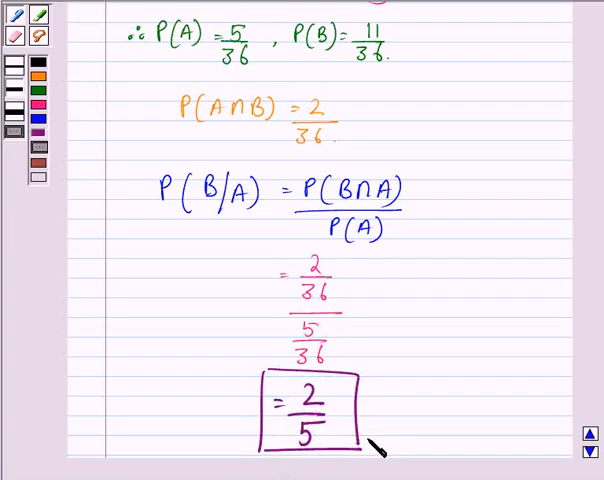 ∴ P(A) = 5/36 , P(B) = 11/36.
P(A∩B) = 2/36.
P(B/A) = P(B∩A)/P(A)
= 2/36
5/36
= 2/5